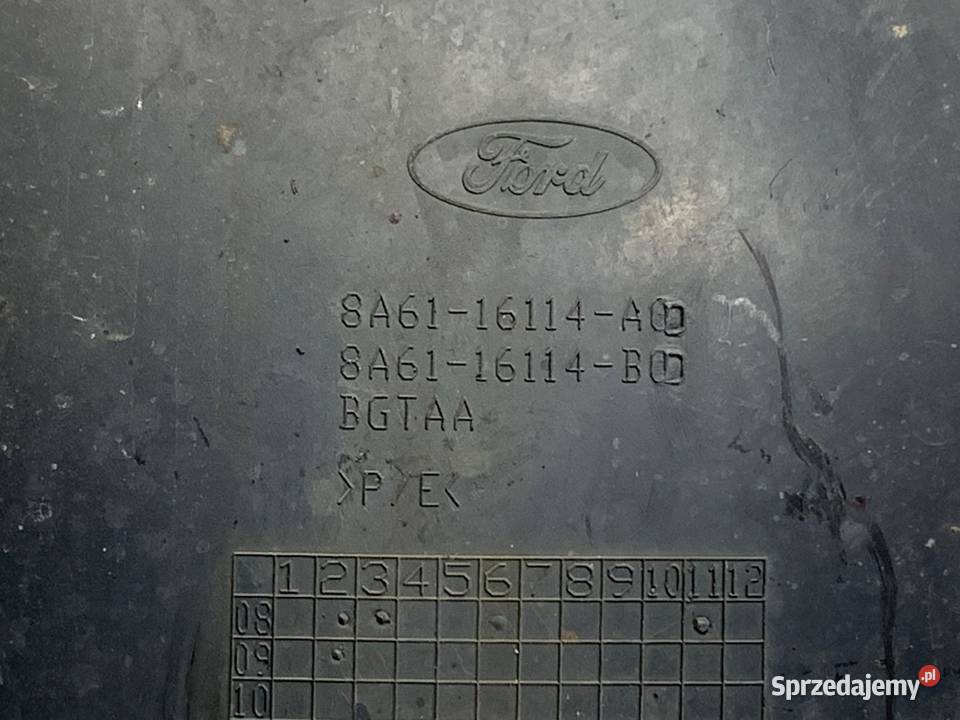 Ford
8A61-16114-A
8A61-16114-B
BGTAA
>P/E<
1 2 3 4 5 6 7 8 9 10 11 12
08
09
10
Sprzedajemy.pl